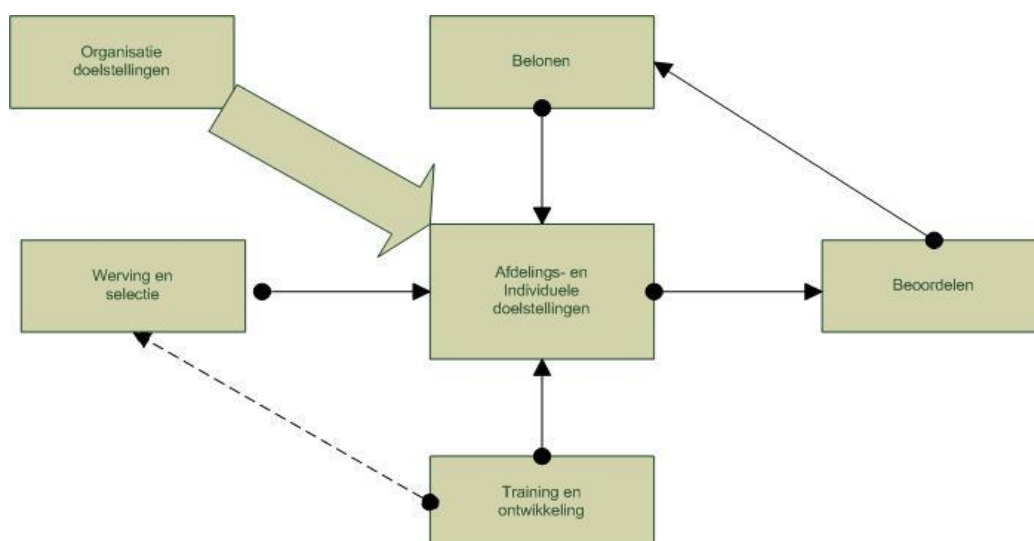 Organisatie
doelstellingen
Belonen
Werving en
selectie
Afdelings- en
Individuele
doelstellingen
Beoordelen
Training en
ontwikkeling